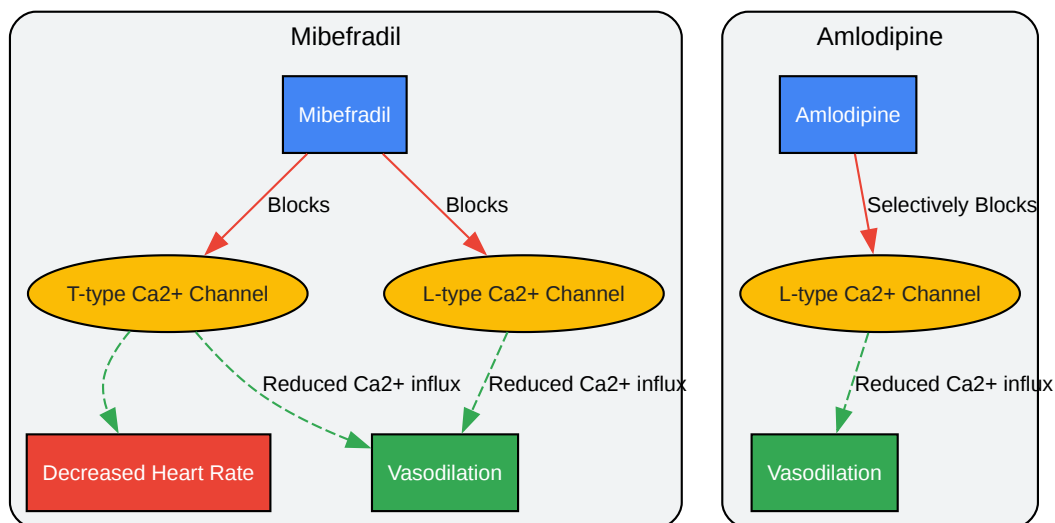 Mibefradil
Amlodipine
Mibefradil
Amlodipine
Blocks
Blocks
Selectively Blocks
T-type Ca2+ Channel
L-type Ca2+ Channel
L-type Ca2+ Channel
Reduced Ca2+ influx
Reduced Ca2+ influx
Reduced Ca2+ influx
Decreased Heart Rate
Vasodilation
Vasodilation